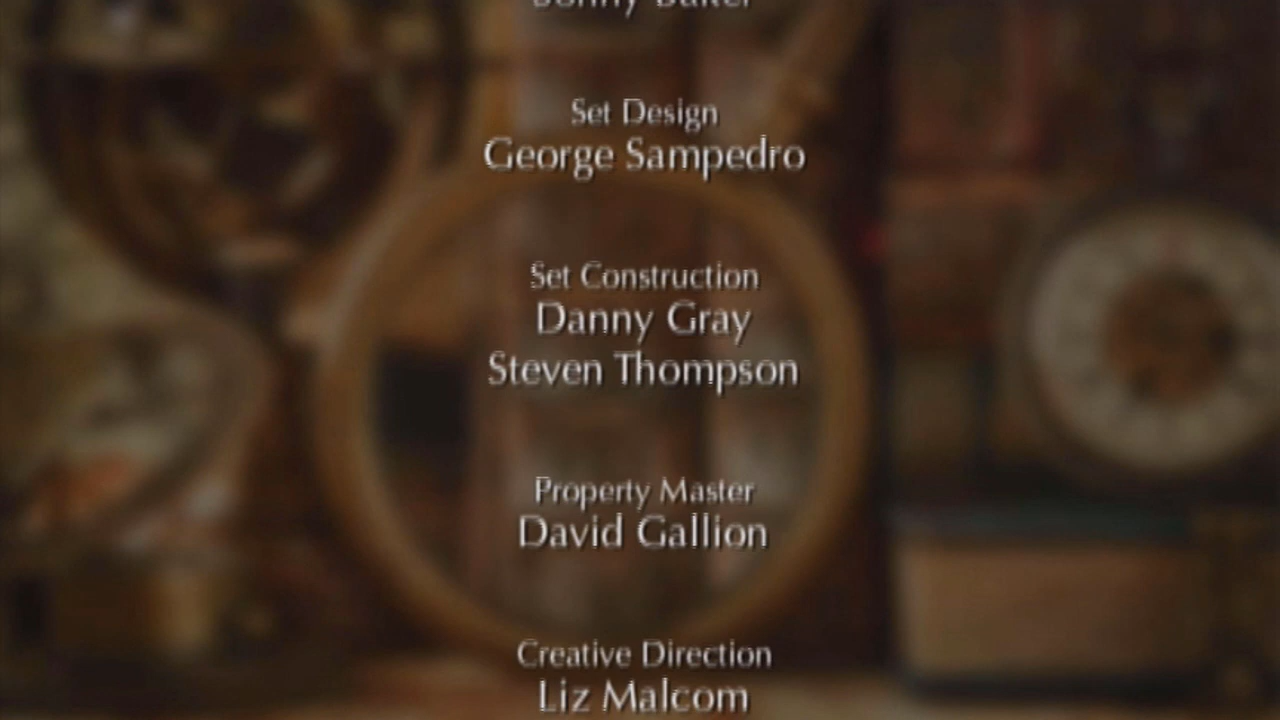 Set Design
George Sampedro
Set Construction
Danny Gray
Steven Thompson
Property Master
David Gallion
Creative Direction
Liz Malcom